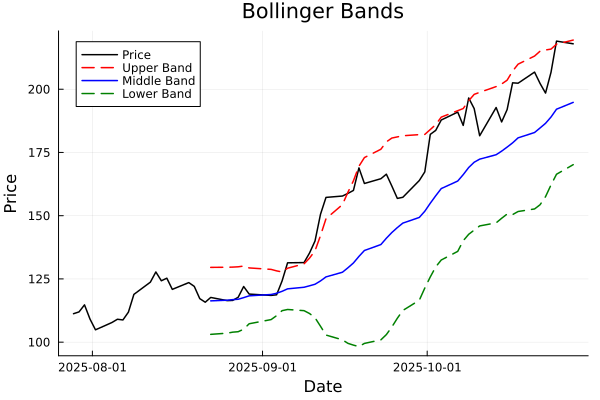 Bollinger Bands
Price
Upper Band
Middle Band
Lower Band
Price
200
175
150
125
100
2025-08-01 2025-09-01 2025-10-01
Date